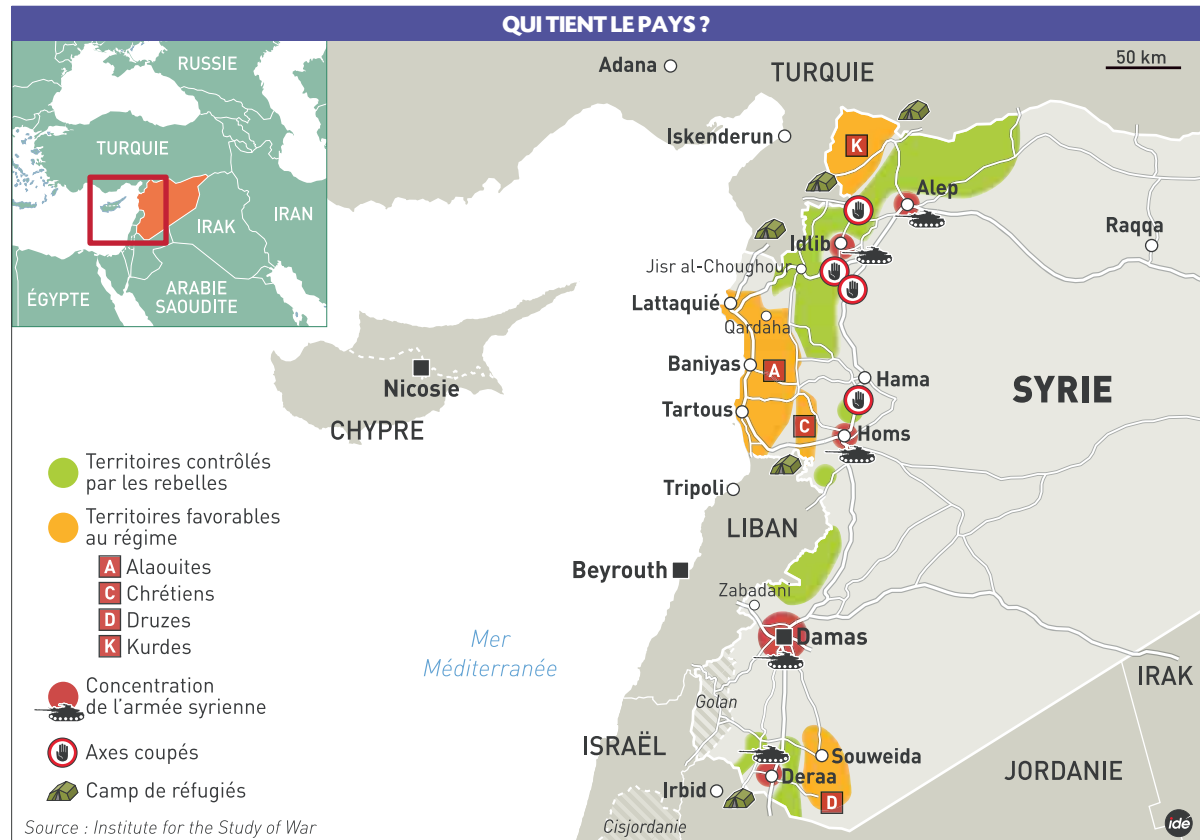 QUI TIENT LE PAYS ?
RUSSIE
TURQUIE
IRAK
IRAN
ÉGYPTE
ARABIE
SAOUDITE
50 km
Adana
TURQUIE
Iskenderun
K
Alep
Raqqa
Idlib
Jisr al-Choughour
Lattaquié
Qardaha
Baniyas
A
Hama
SYRIE
Tartous
C
Homs
Nicosie
CHYPRE
Tripoli
LIBAN
Beyrouth
Zabadani
Damas
Mer
Méditerranée
IRAK
Golan
ISRAËL
Souweida
Deraa
JORDANIE
Irbid
D
Cisjordanie
Territoires contrôlés
par les rebelles
Territoires favorables
au régime
A Alaouites
C Chrétiens
D Druzes
K Kurdes
Concentration
de l'armée syrienne
Axes coupés
Camp de réfugiés
Source : Institute for the Study of War
idé